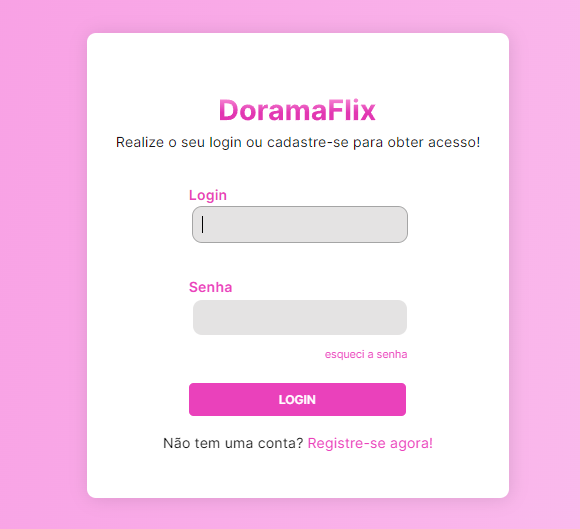 DoramaFlix
Realize o seu login ou cadastre-se para obter acesso!
Login
Senha
esqueci a senha
LOGIN
Não tem uma conta? Registre-se agora!